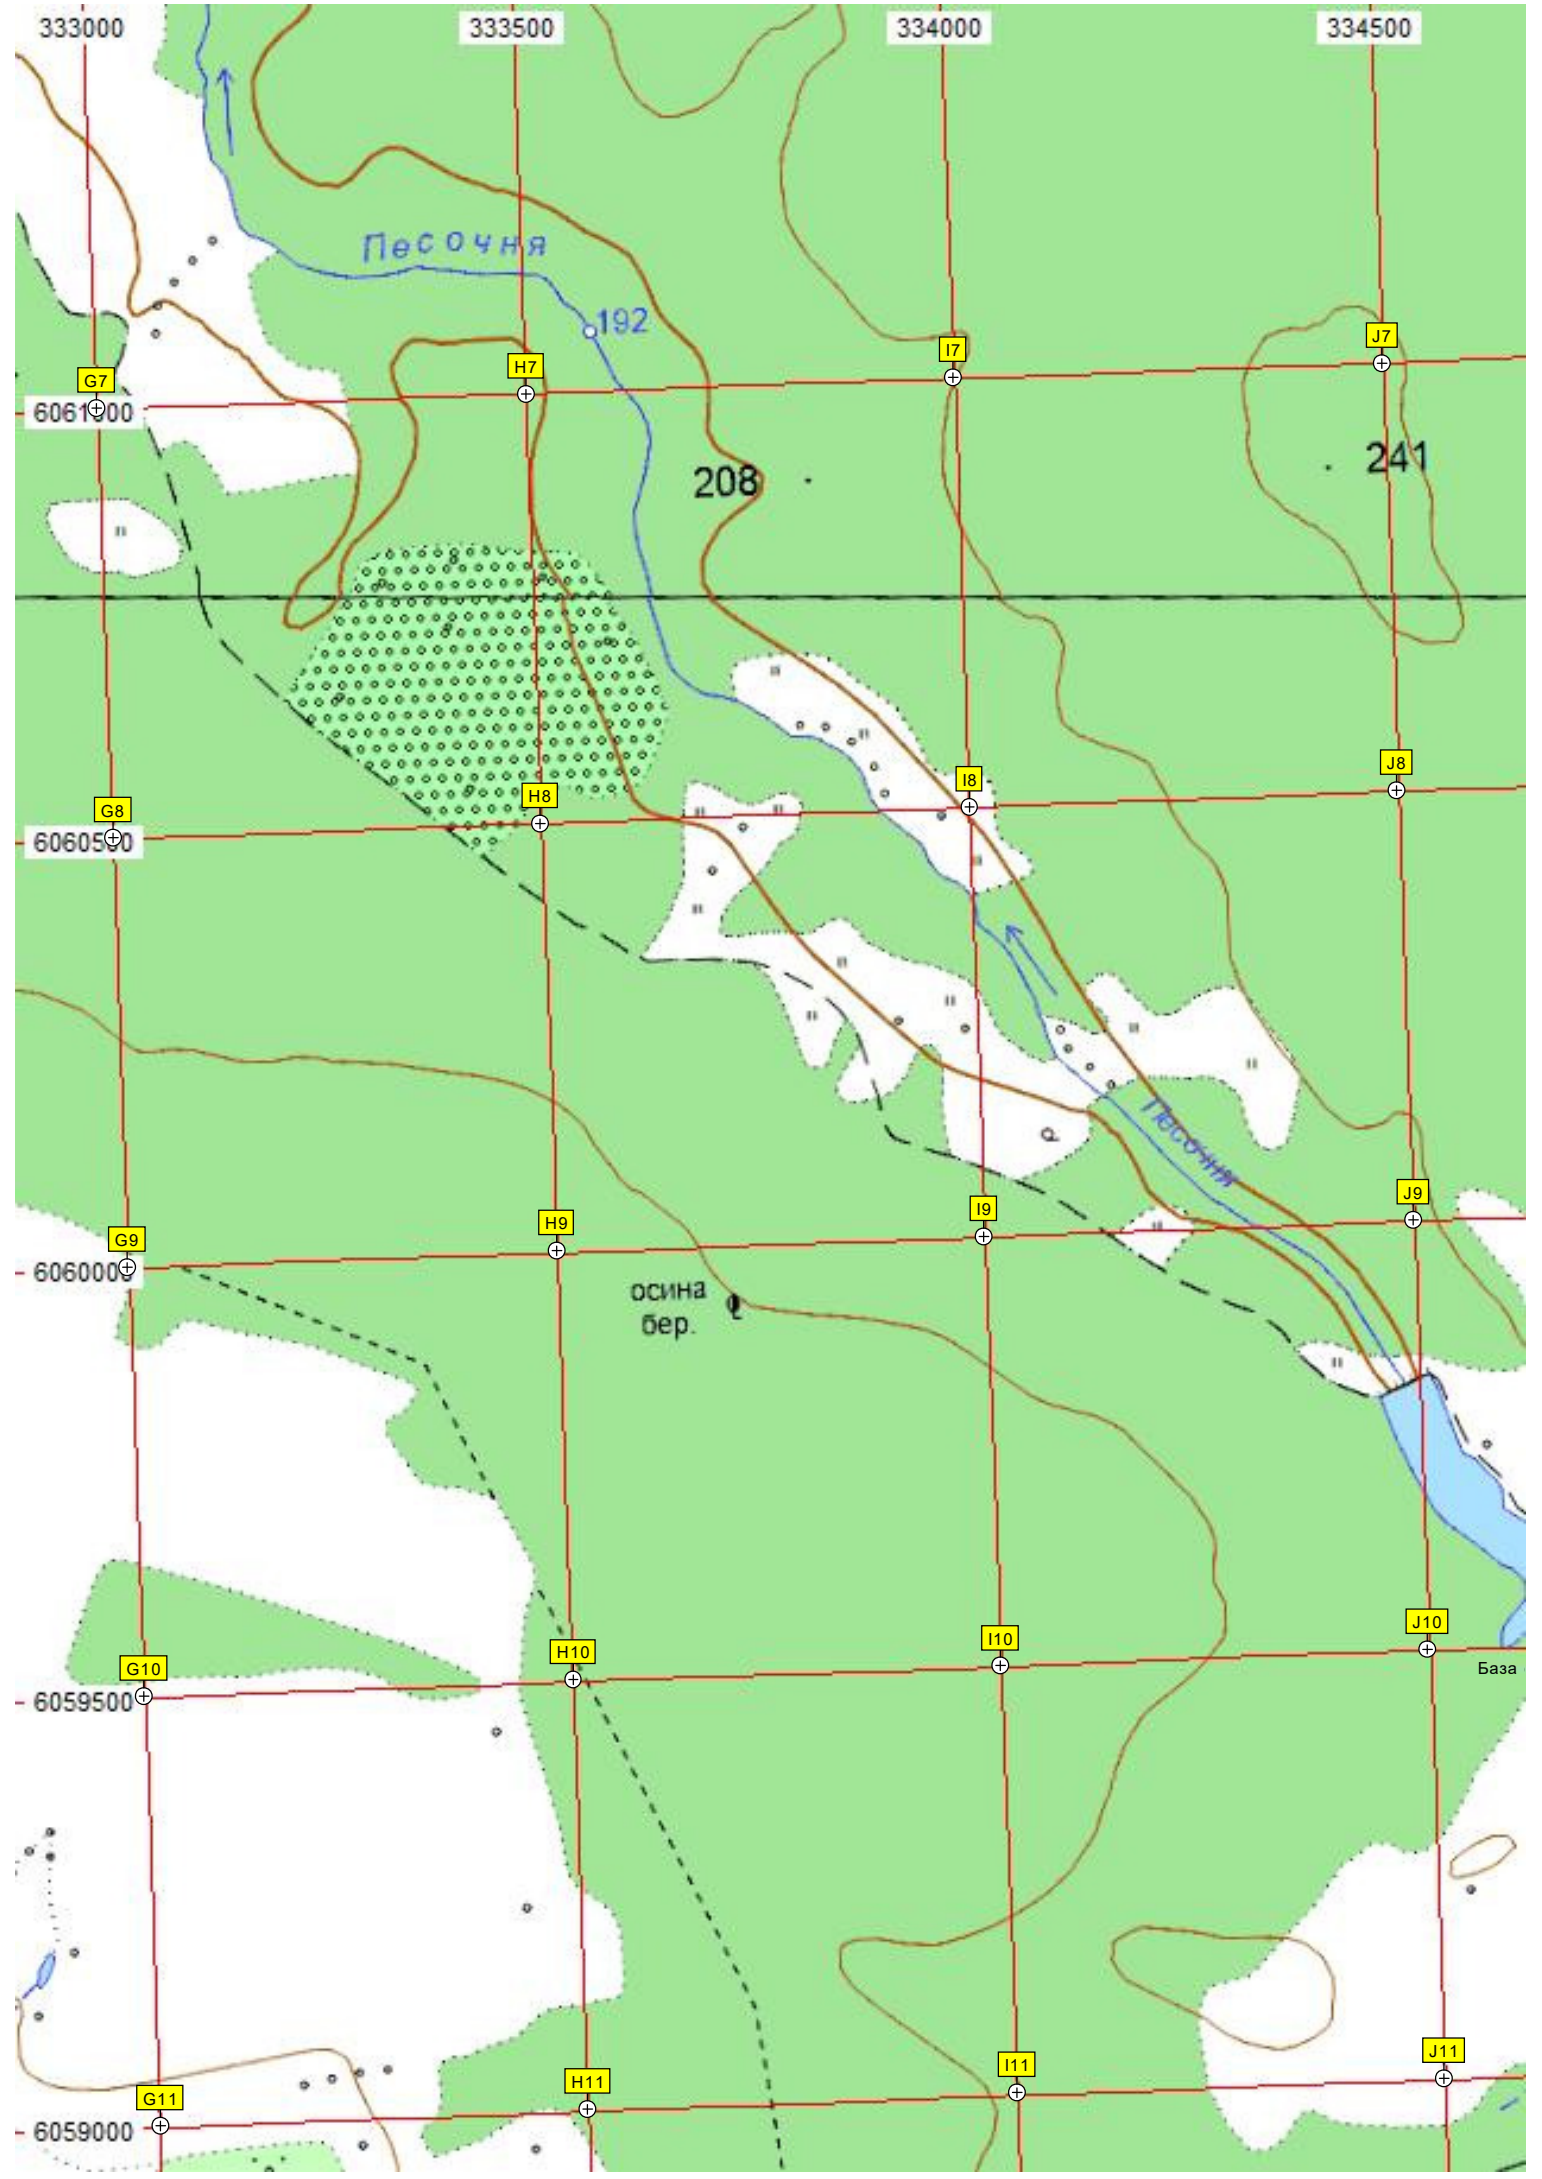 333000 333500 334000 334500
Песочня
192
I7 J7
G7 H7
6061000
208 241
I8 J8
G8 H8
6060500
Песочня
G9 H9 I9 J9
6060000
осина
бер.
G10 H10 I10 J10
База
6059500
G11 H11 I11 J11
6059000